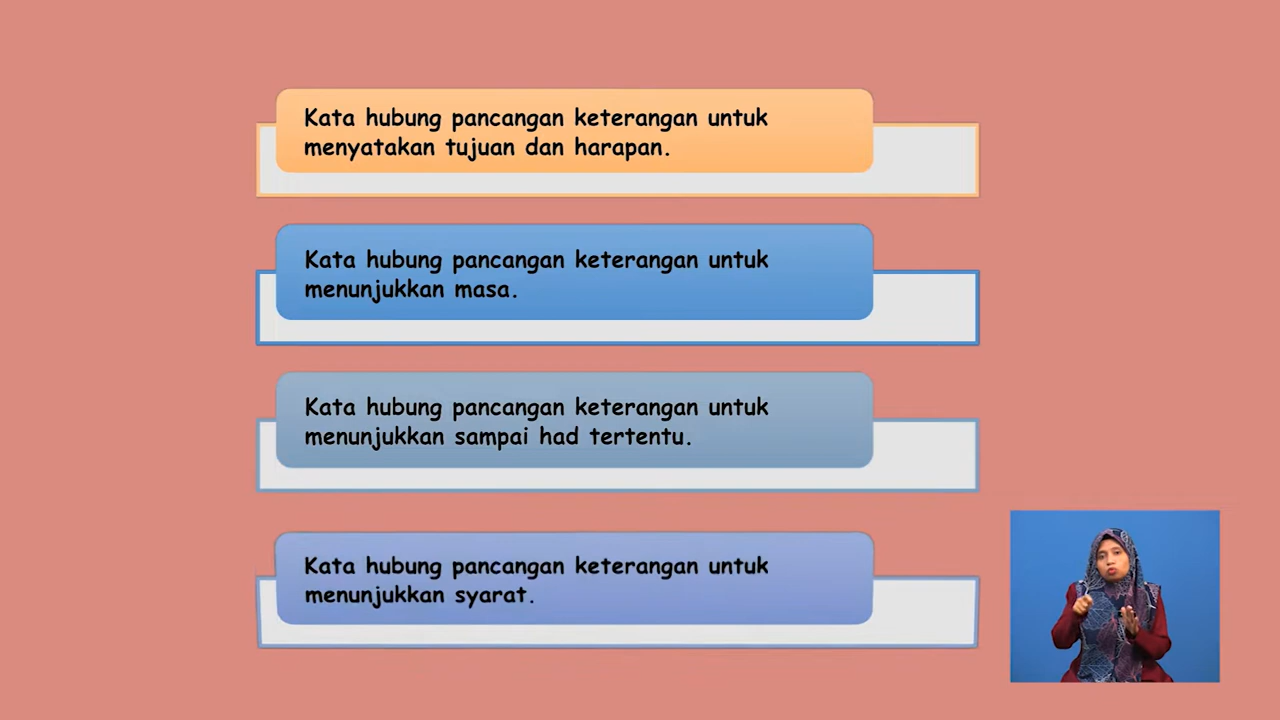 Kata hubung pancangan keterangan untuk
menyatakan tujuan dan harapan.
Kata hubung pancangan keterangan untuk
menunjukkan masa.
Kata hubung pancangan keterangan untuk
menunjukkan sampai had tertentu.
Kata hubung pancangan keterangan untuk
menunjukkan syarat.